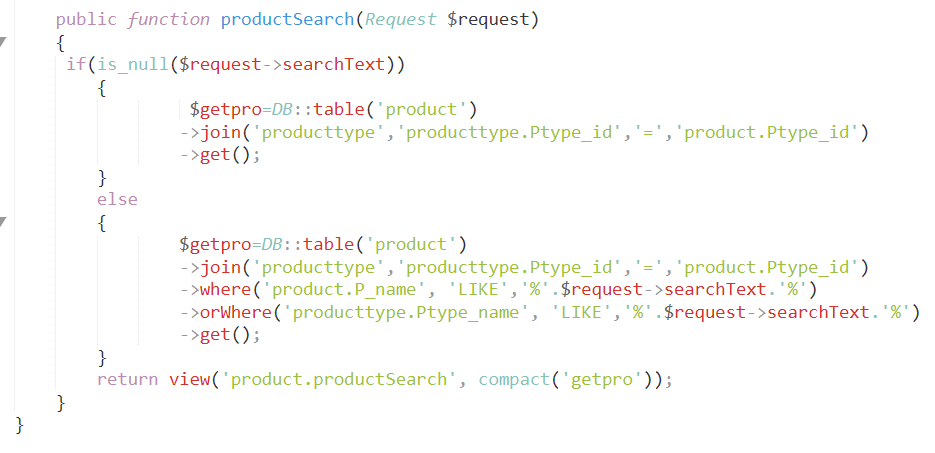 public function productSearch(Request $request)
{
if(is_null($request->searchText))
{
$getpro=DB::table('product')
->join('producttype','producttype.Ptype_id','=','product.Ptype_id')
->get();
}
else
{
$getpro=DB::table('product')
->join('producttype','producttype.Ptype_id','=','product.Ptype_id')
->where('product.P_name', 'LIKE','%'.$request->searchText.'%')
->orWhere('producttype.Ptype_name', 'LIKE','%'.$request->searchText.'%')
->get();
}
return view('product.productSearch', compact('getpro'));
}
}